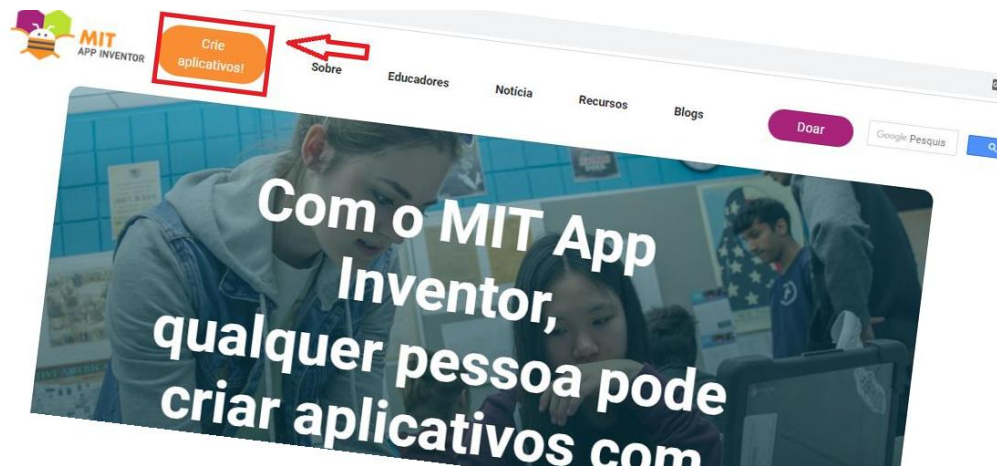 MIT
APP INVENTOR
Crie
aplicativos!
Sobre
Educadores
Notícia
Recursos
Blogs
Doar
Google Pesquis
Com o MIT App
Inventor,
qualquer pessoa pode
criar aplicativos com